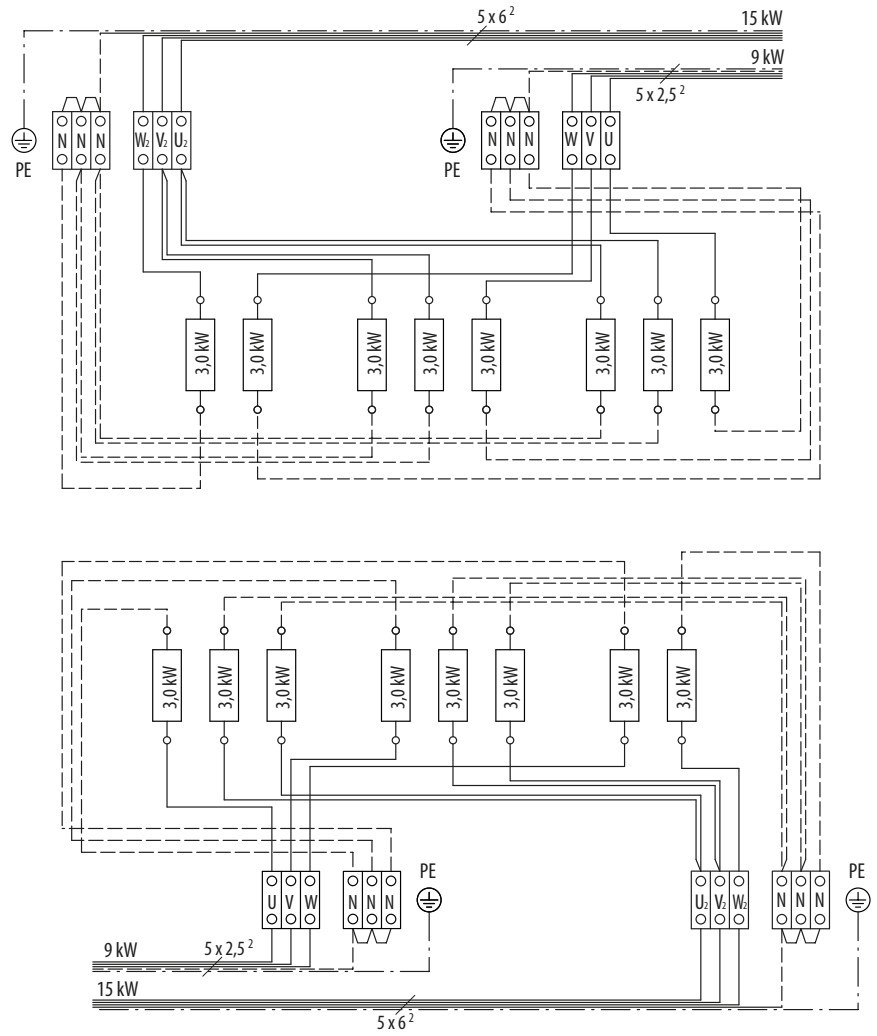 5 x 6² 15 kW
9 kW
5 x 2,5²
N N N W₂ V₂ U₂ N N N W V U
PE PE
3,0 kW 3,0 kW 3,0 kW 3,0 kW 3,0 kW 3,0 kW 3,0 kW 3,0 kW
3,0 kW 3,0 kW 3,0 kW 3,0 kW 3,0 kW 3,0 kW 3,0 kW 3,0 kW
PE PE
U V W N N N U₂ V₂ W₂ N N N
9 kW 5 x 2,5²
15 kW
5 x 6²